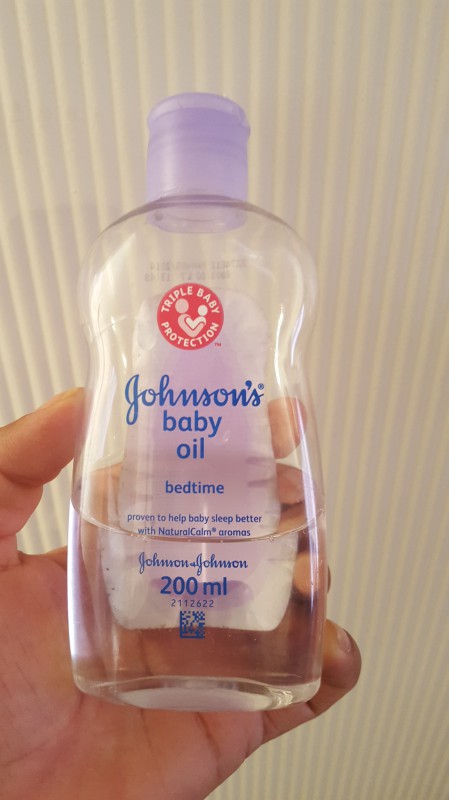 TRIPLE BABY
PROTECTION™
Johnson's®
baby
oil
bedtime
proven to help baby sleep better
with NaturalCalm® aromas
Johnson & Johnson
200 ml
2112622